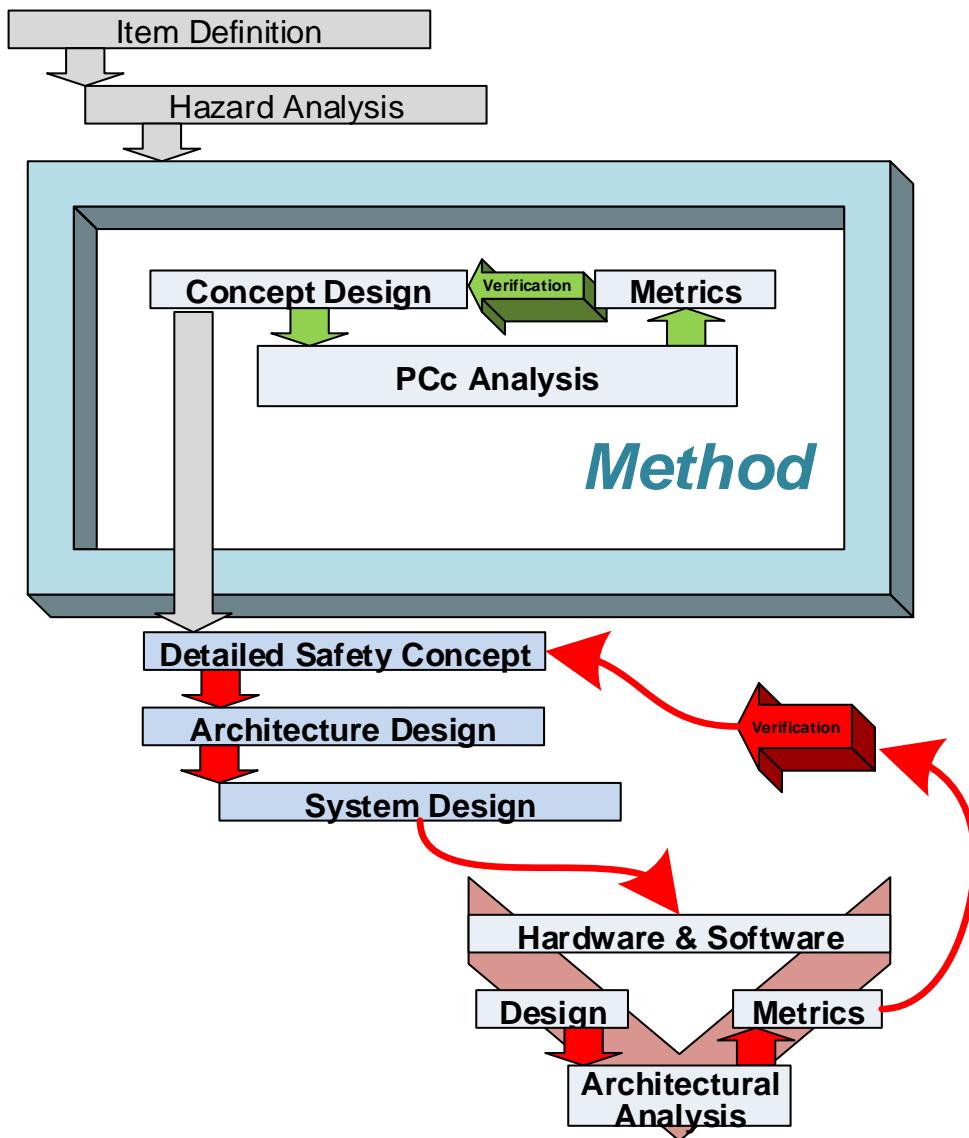 Item Definition
Hazard Analysis
Concept Design
Verification
Metrics
PCc Analysis
Method
Detailed Safety Concept
Architecture Design
Verification
System Design
Hardware & Software
Design
Metrics
Architectural
Analysis